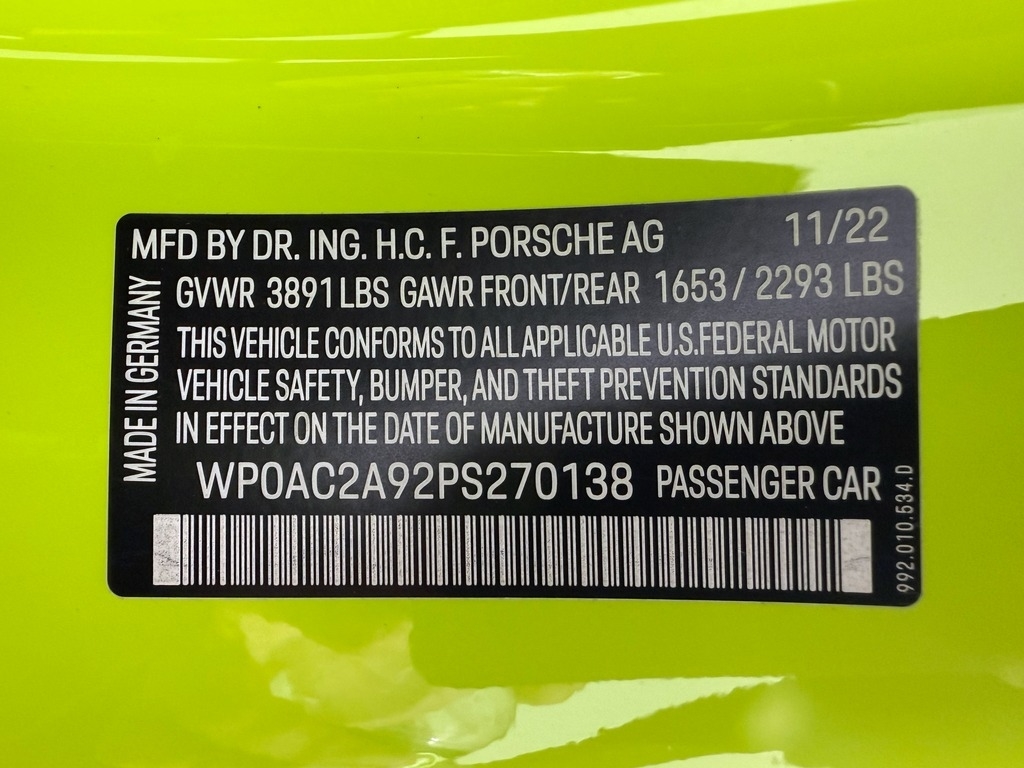 MFD BY DR. ING. H.C. F. PORSCHE AG 11/22
GVWR 3891 LBS GAWR FRONT/REAR 1653 / 2293 LBS
THIS VEHICLE CONFORMS TO ALL APPLICABLE U.S. FEDERAL MOTOR
VEHICLE SAFETY, BUMPER, AND THEFT PREVENTION STANDARDS
IN EFFECT ON THE DATE OF MANUFACTURE SHOWN ABOVE
WP0AC2A92PS270138 PASSENGER CAR
MADE IN GERMANY
992.010.534.D